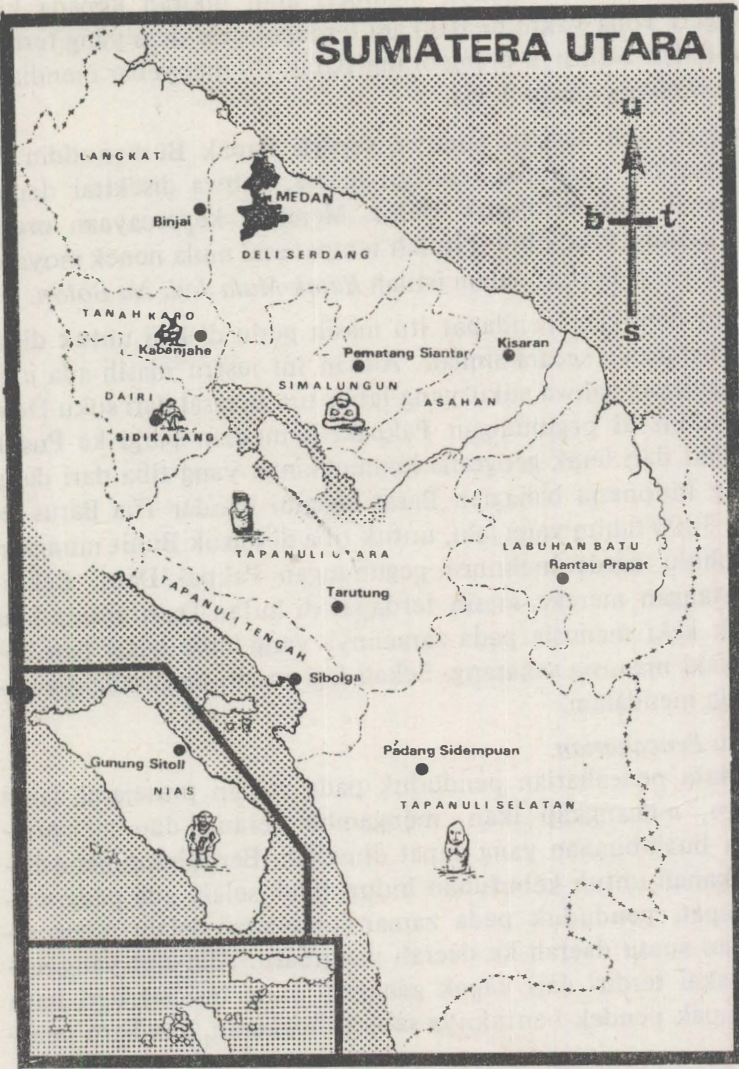 SUMATERA UTARA
u
b t
s
LANGKAT
MEDAN
Binjai
DELI SERDANG
TANAH KARO
Kabanjahe
Pematang Siantar
Kisaran
SIMALUNGUN
ASAHAN
DAIRI
SIDIKALANG
TAPANULI UTARA
LABUHAN BATU
Rantau Prapat
Tarutung
TAPANULI TENGAH
Sibolga
Padang Sidempuan
Gunung Sitoli
NIAS
TAPANULI SELATAN